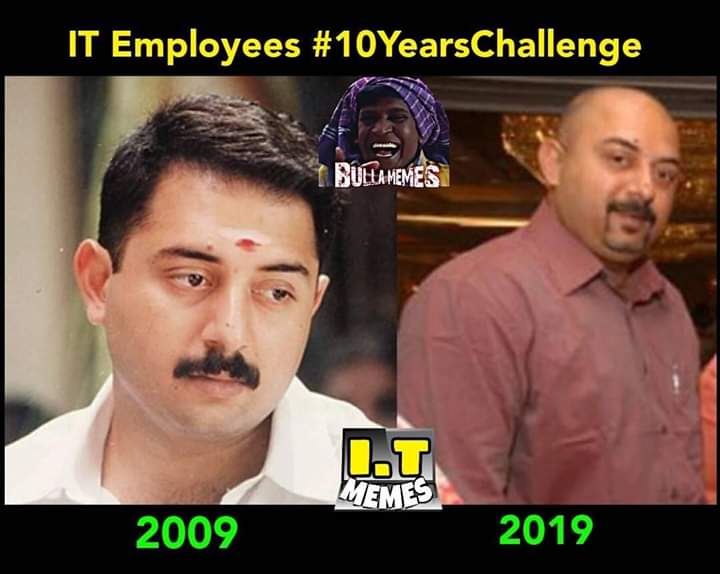 IT Employees #10YearsChallenge
BULLA MEMES
I.T
MEMES
2009
2019